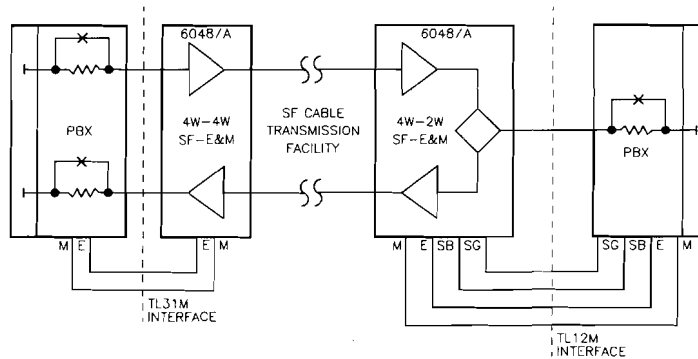 6048/A
6048/A
PBX
4W-4W
SF-E&M
SF CABLE
TRANSMISSION
FACILITY
4W-2W
SF-E&M
PBX
M E
E M
M E SB SG
SG SB E M
TL31M
INTERFACE
TL12M
INTERFACE